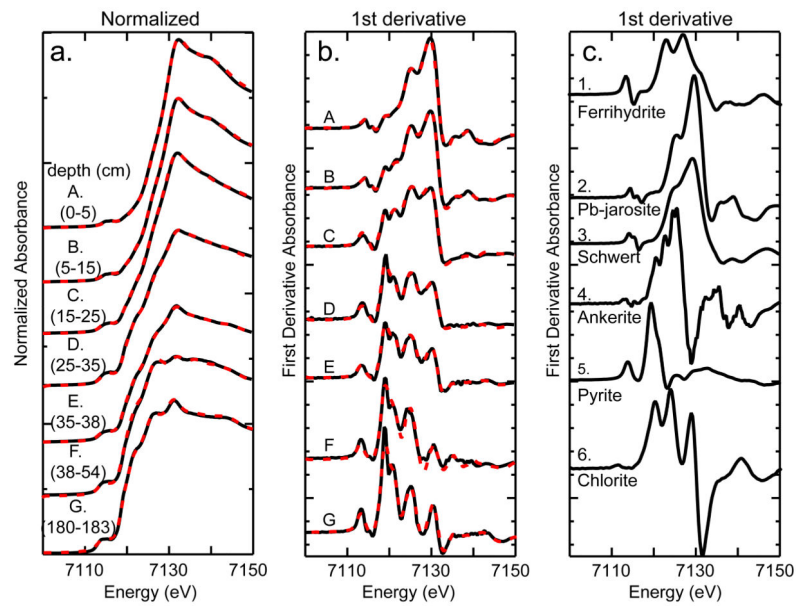 Normalized
1st derivative
1st derivative
a.
b.
c.
depth (cm)
A.
(0-5)
B.
(5-15)
C.
(15-25)
D.
(25-35)
E.
(35-38)
F.
(38-54)
G.
(180-183)
Normalized Absorbance
7110 7130 7150
Energy (eV)
A
B
C
D
E
F
G
First Derivative Absorbance
7110 7130 7150
Energy (eV)
1.
Ferrihydrite
2.
Pb-jarosite
3.
Schwert
4.
Ankerite
5.
Pyrite
6.
Chlorite
First Derivative Absorbance
7110 7130 7150
Energy (eV)